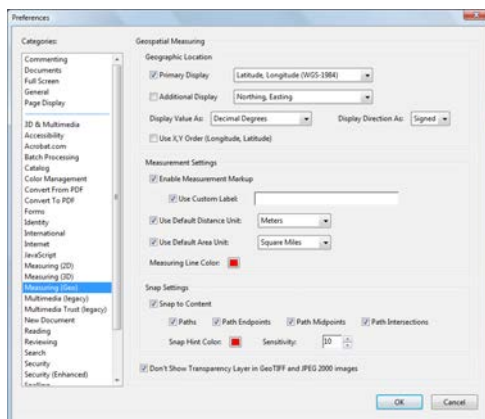 Preferences
Categories:
Commenting
Documents
Full Screen
General
Page Display
3D & Multimedia
Accessibility
Acrobat.com
Batch Processing
Catalog
Color Management
Convert From PDF
Convert To PDF
Forms
Identity
International
Internet
JavaScript
Measuring (2D)
Measuring (3D)
Measuring (Geo)
Multimedia (legacy)
Multimedia Trust (legacy)
New Document
Reading
Reviewing
Search
Security
Security (Enhanced)
Geospatial Measuring
Geographic Location
Primary Display Latitude, Longitude (WGS-1984)
Additional Display Northing, Easting
Display Value As: Decimal Degrees Display Direction As: Signed
Use X,Y Order (Longitude, Latitude)
Measurement Settings
Enable Measurement Markup
Use Custom Label:
Use Default Distance Unit: Meters
Use Default Area Unit: Square Miles
Measuring Line Color:
Snap Settings
Snap to Content
Paths Path Endpoints Path Midpoints Path Intersections
Snap Hint Color: Sensitivity: 10
Don't Show Transparency Layer in GeoTIFF and JPEG 2000 images
OK Cancel